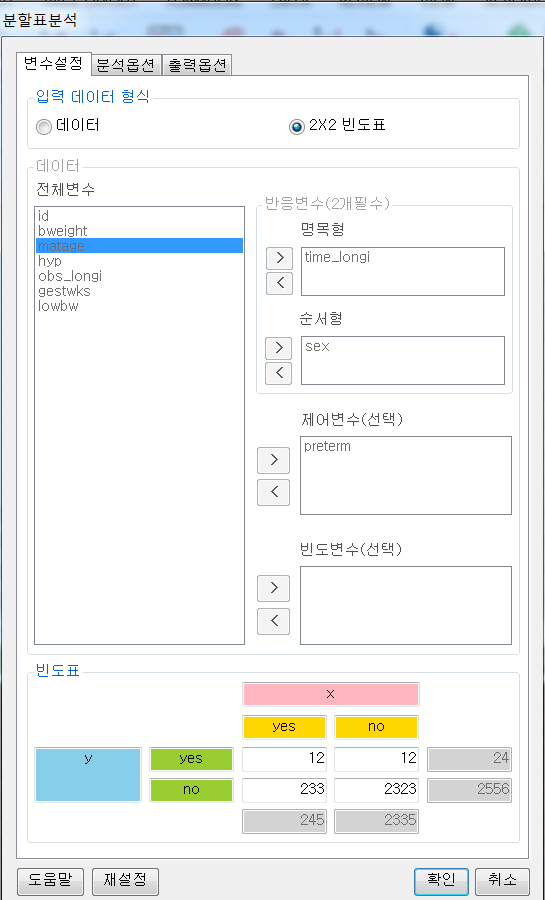 분할표분석
변수설정 분석옵션 출력옵션
입력 데이터 형식
데이터 2X2 빈도표
데이터
전체변수
id
bweight
matage
hyp
obs_longi
gestwks
lowbw
반응변수(2개필수)
명목형
>
<
time_longi
순서형
>
<
sex
제어변수(선택)
>
<
preterm
빈도변수(선택)
>
<
빈도표
x
yes no
y yes 12 12 24
no 233 2323 2556
245 2335
도움말 재설정 확인 취소